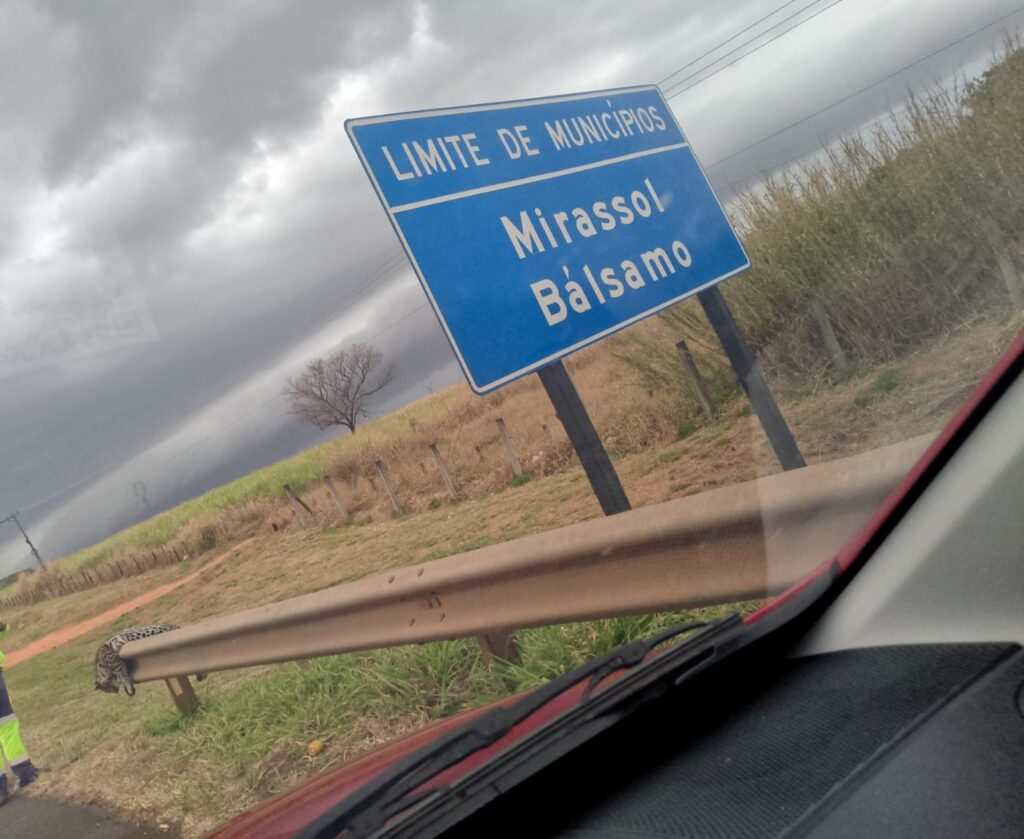 LIMITE DE MUNICÍPIOS
Mirassol
Bálsamo